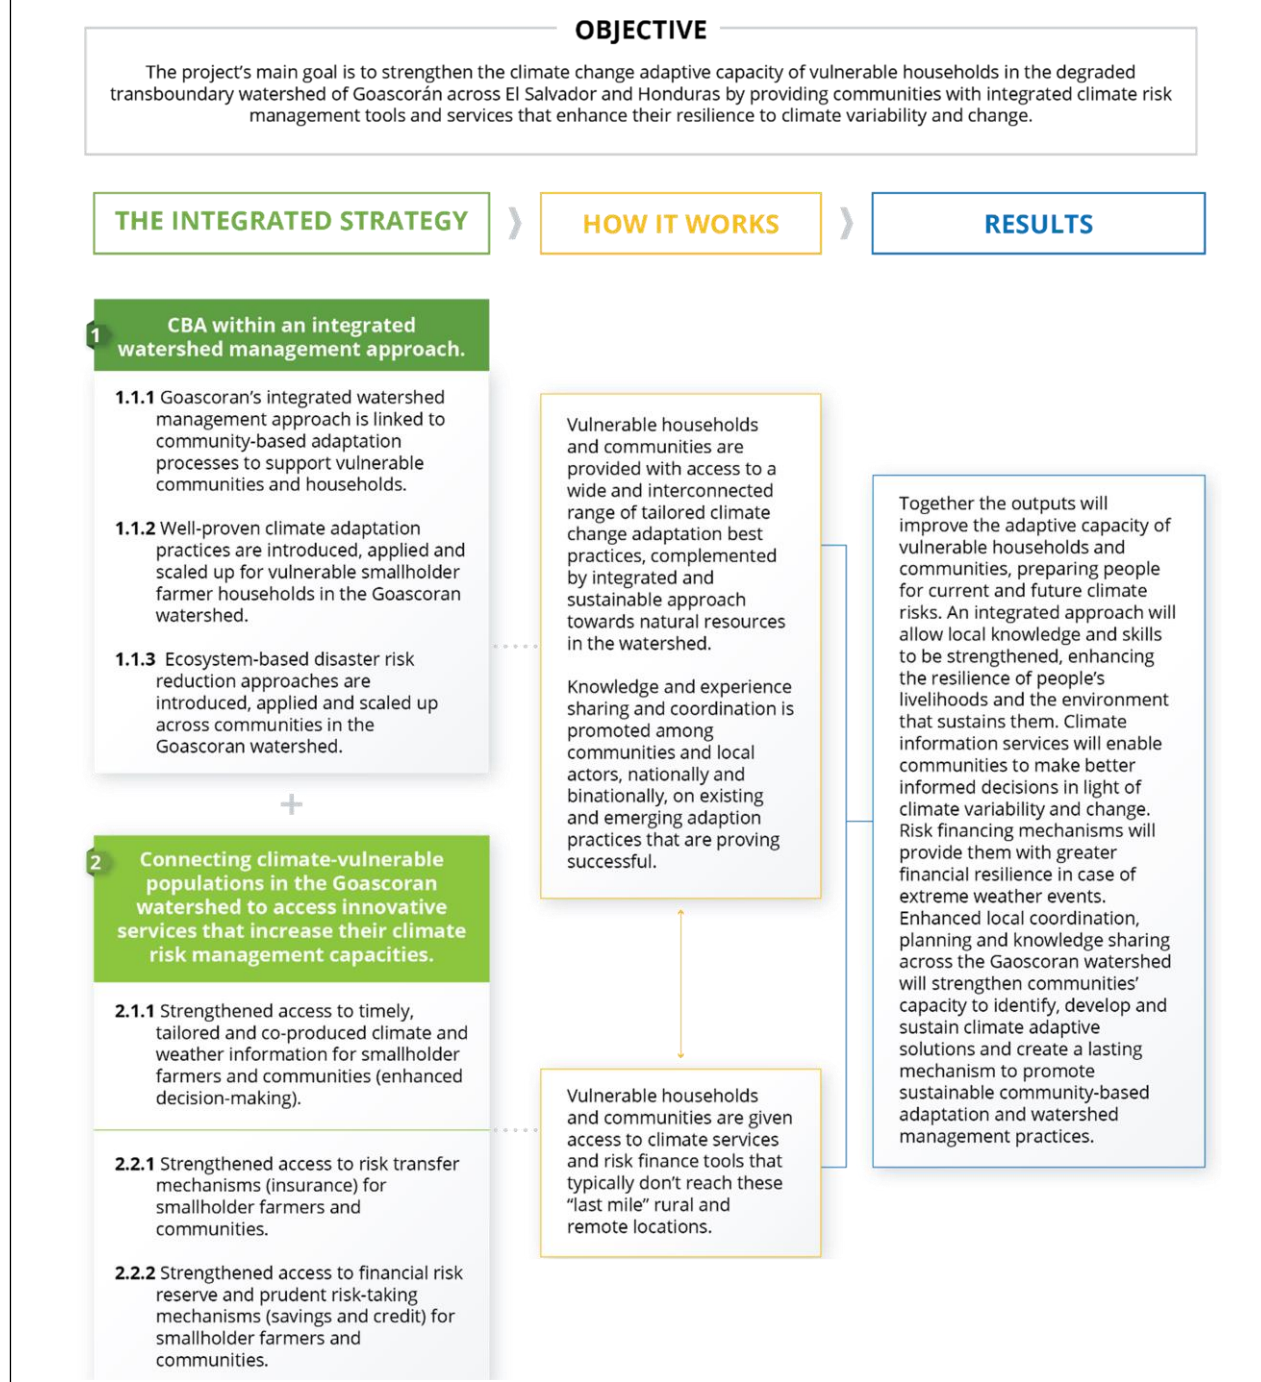 OBJECTIVE
The project's main goal is to strengthen the climate change adaptive capacity of vulnerable households in the degraded
transboundary watershed of Goascorán across El Salvador and Honduras by providing communities with integrated climate risk
management tools and services that enhance their resilience to climate variability and change.
THE INTEGRATED STRATEGY
HOW IT WORKS
RESULTS
1
CBA within an integrated
watershed management approach.
1.1.1 Goascoran's integrated watershed
management approach is linked to
community-based adaptation
processes to support vulnerable
communities and households.
1.1.2 Well-proven climate adaptation
practices are introduced, applied and
scaled up for vulnerable smallholder
farmer households in the Goascoran
watershed.
1.1.3 Ecosystem-based disaster risk
reduction approaches are
introduced, applied and scaled up
across communities in the
Goascoran watershed.
+
2
Connecting climate-vulnerable
populations in the Goascoran
watershed to access innovative
services that increase their climate
risk management capacities.
2.1.1 Strengthened access to timely,
tailored and co-produced climate and
weather information for smallholder
farmers and communities (enhanced
decision-making).
2.2.1 Strengthened access to risk transfer
mechanisms (insurance) for
smallholder farmers and
communities.
2.2.2 Strengthened access to financial risk
reserve and prudent risk-taking
mechanisms (savings and credit) for
smallholder farmers and
communities.
Vulnerable households
and communities are
provided with access to a
wide and interconnected
range of tailored climate
change adaptation best
practices, complemented
by integrated and
sustainable approach
towards natural resources
in the watershed.
Knowledge and experience
sharing and coordination is
promoted among
communities and local
actors, nationally and
binationally, on existing
and emerging adaption
practices that are proving
successful.
Vulnerable households
and communities are given
access to climate services
and risk finance tools that
typically don't reach these
“last mile” rural and
remote locations.
Together the outputs will
improve the adaptive capacity of
vulnerable households and
communities, preparing people
for current and future climate
risks. An integrated approach will
allow local knowledge and skills
to be strengthened, enhancing
the resilience of people's
livelihoods and the environment
that sustains them. Climate
information services will enable
communities to make better
informed decisions in light of
climate variability and change.
Risk financing mechanisms will
provide them with greater
financial resilience in case of
extreme weather events.
Enhanced local coordination,
planning and knowledge sharing
across the Gaoscoran watershed
will strengthen communities'
capacity to identify, develop and
sustain climate adaptive
solutions and create a lasting
mechanism to promote
sustainable community-based
adaptation and watershed
management practices.